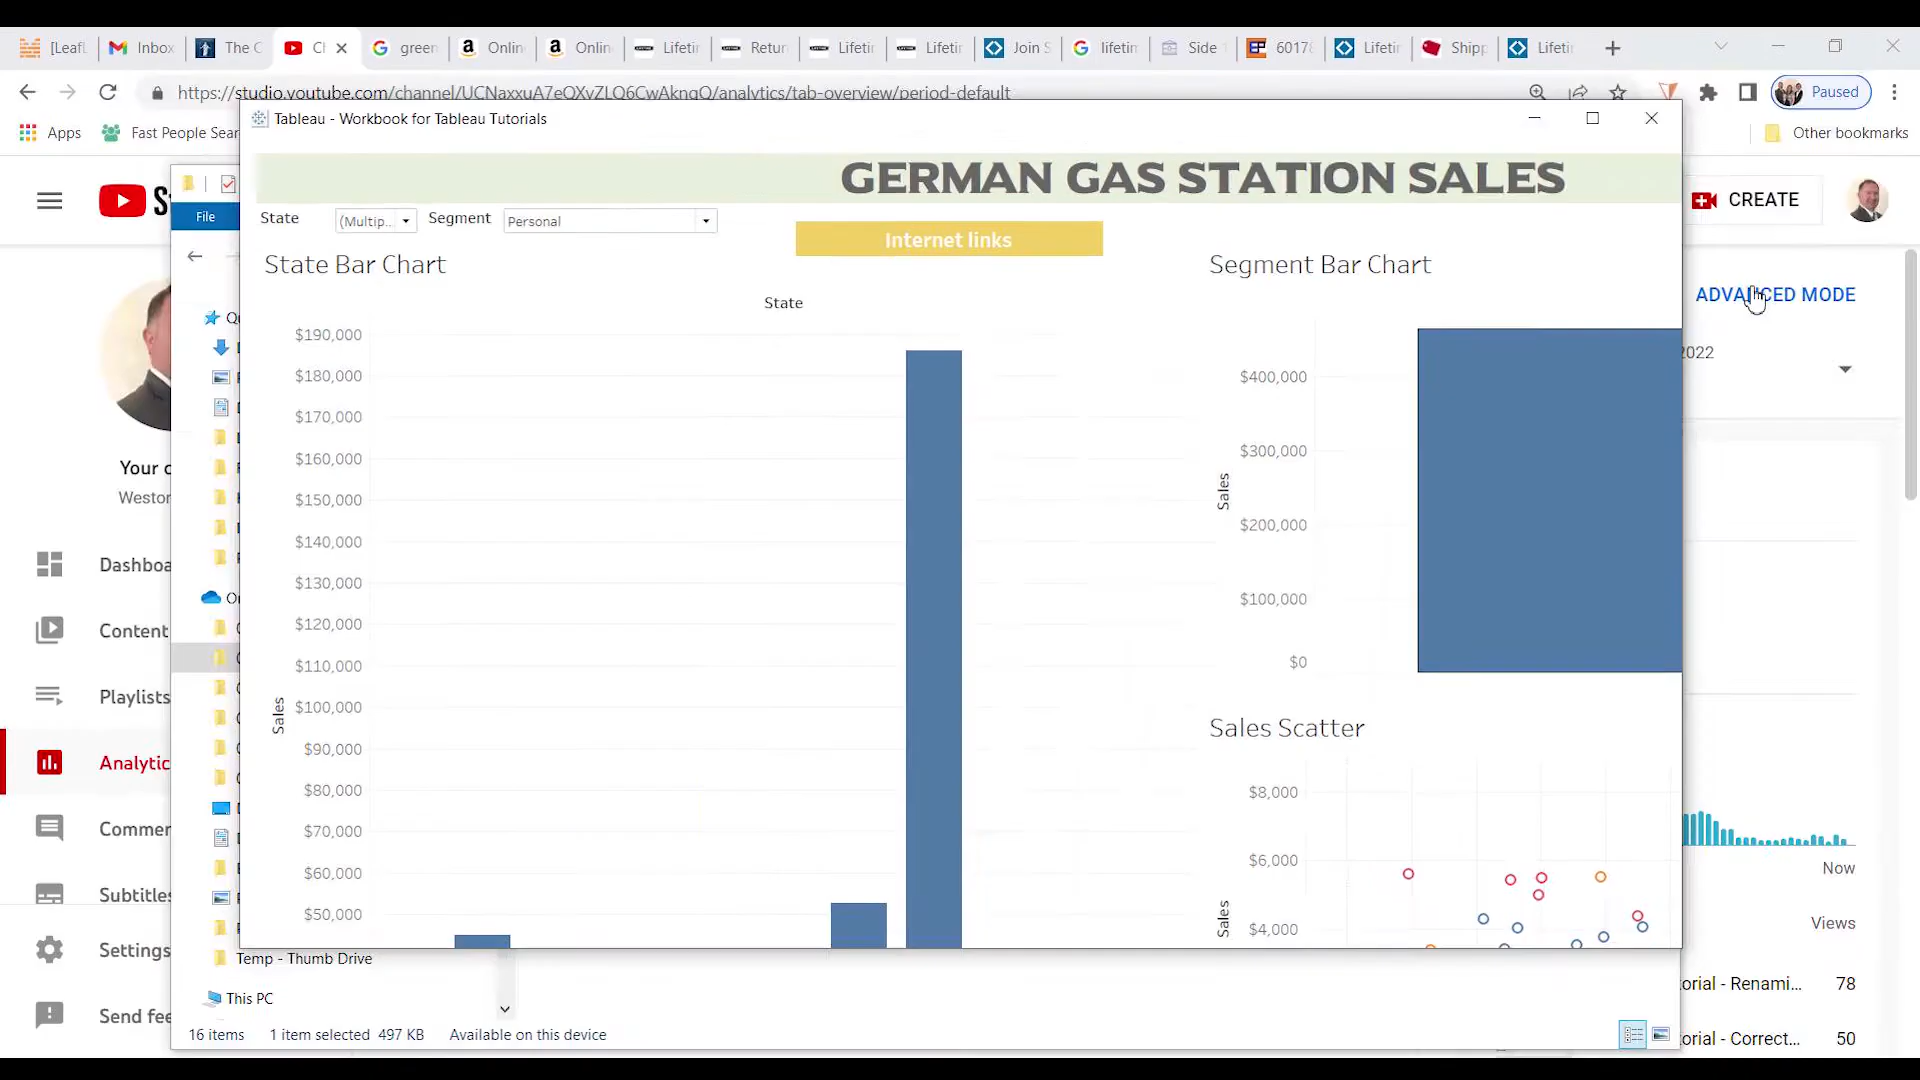 [Leafl
Inbox
The C
Ch
green
Onlin
Onlin
Lifetir
Retur
Lifeti
Lifetir
Join S
lifetim
Side
60178
Lifetir
Shipp
Lifeti
https://studio.youtube.com/channel/UCNaxxuA7eQXvZLQ6CwAknqQ/analytics/tab-overview/period-default
Paused
Apps
Fast People Sear
Other bookmarks
Tableau - Workbook for Tableau Tutorials
GERMAN GAS STATION SALES
File
CREATE
State
(Multip..
Segment
Personal
Internet links
State Bar Chart
Segment Bar Chart
State
ADVANCED MODE
2022
$190,000
$180,000
$170,000
$160,000
$150,000
$140,000
$130,000
$120,000
$110,000
$100,000
$90,000
$80,000
$70,000
$60,000
$50,000
Sales
$400,000
$300,000
$200,000
$100,000
$0
Sales
Sales Scatter
$8,000
$6,000
$4,000
Sales
Your c
Weston
Dashboa
Content
Playlists
Analytic
Commer
Subtitles
Settings
Send fee
Temp - Thumb Drive
This PC
16 items
1 item selected 497 KB
Available on this device
Now
Views
orial - Renami... 78
orial - Correct... 50